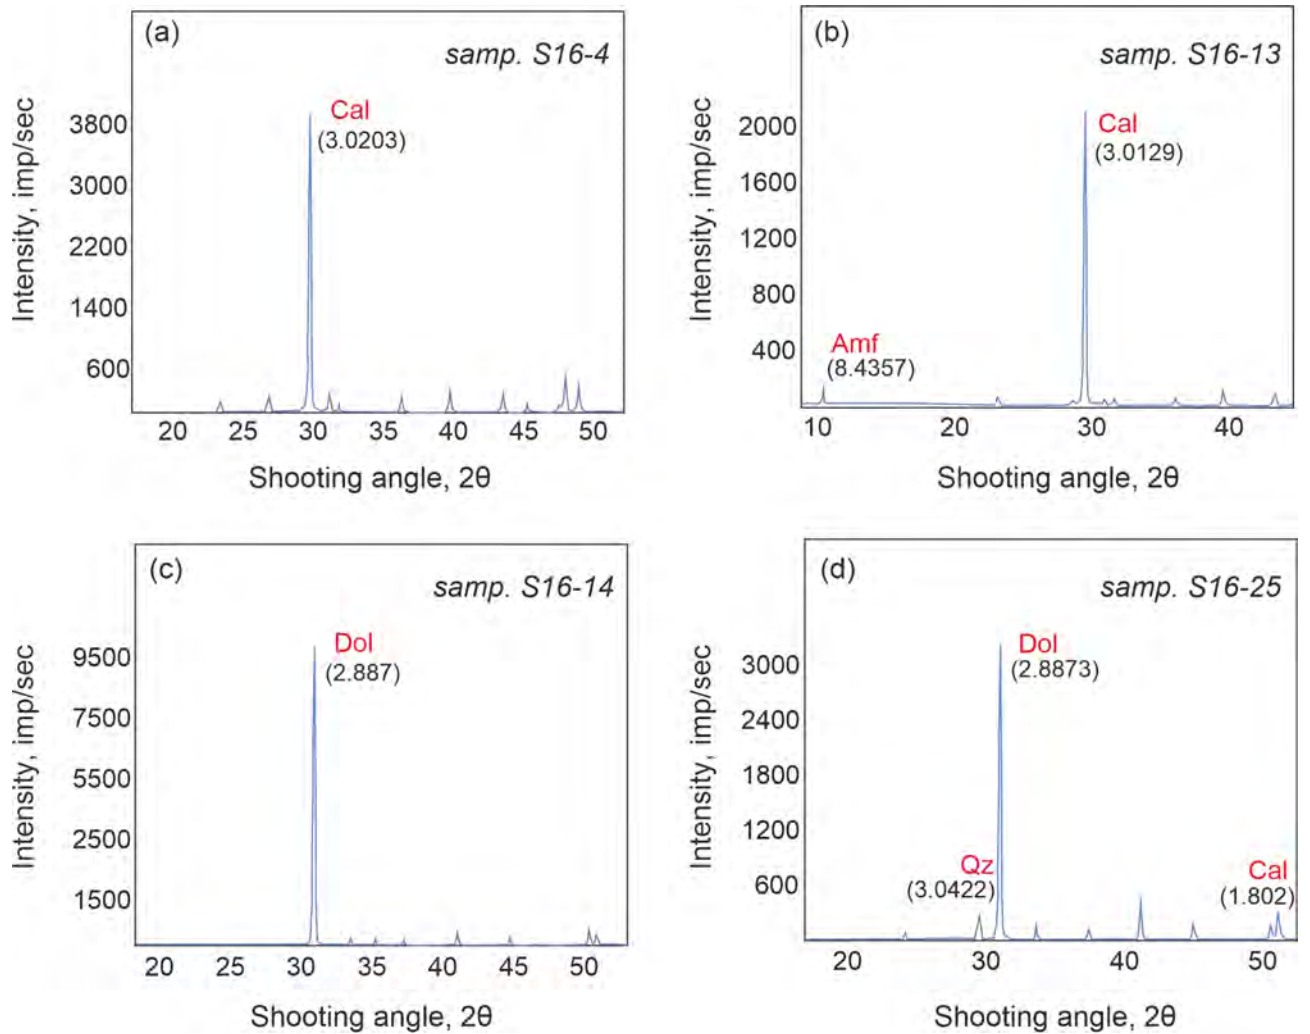 (a)
samp. S16-4
Cal
(3.0203)
Intensity, imp/sec
3800
3000
2200
1400
600
20 25 30 35 40 45 50
Shooting angle, 2θ
(b)
samp. S16-13
Cal
(3.0129)
Amf
(8.4357)
Intensity, imp/sec
2000
1600
1200
800
400
10 20 30 40
Shooting angle, 2θ
(c)
samp. S16-14
Dol
(2.887)
Intensity, imp/sec
9500
7500
5500
2500
1500
20 25 30 35 40 45 50
Shooting angle, 2θ
(d)
samp. S16-25
Dol
(2.8873)
Qz
(3.0422)
Cal
(1.802)
Intensity, imp/sec
3000
2400
1800
1200
600
20 30 40 50
Shooting angle, 2θ